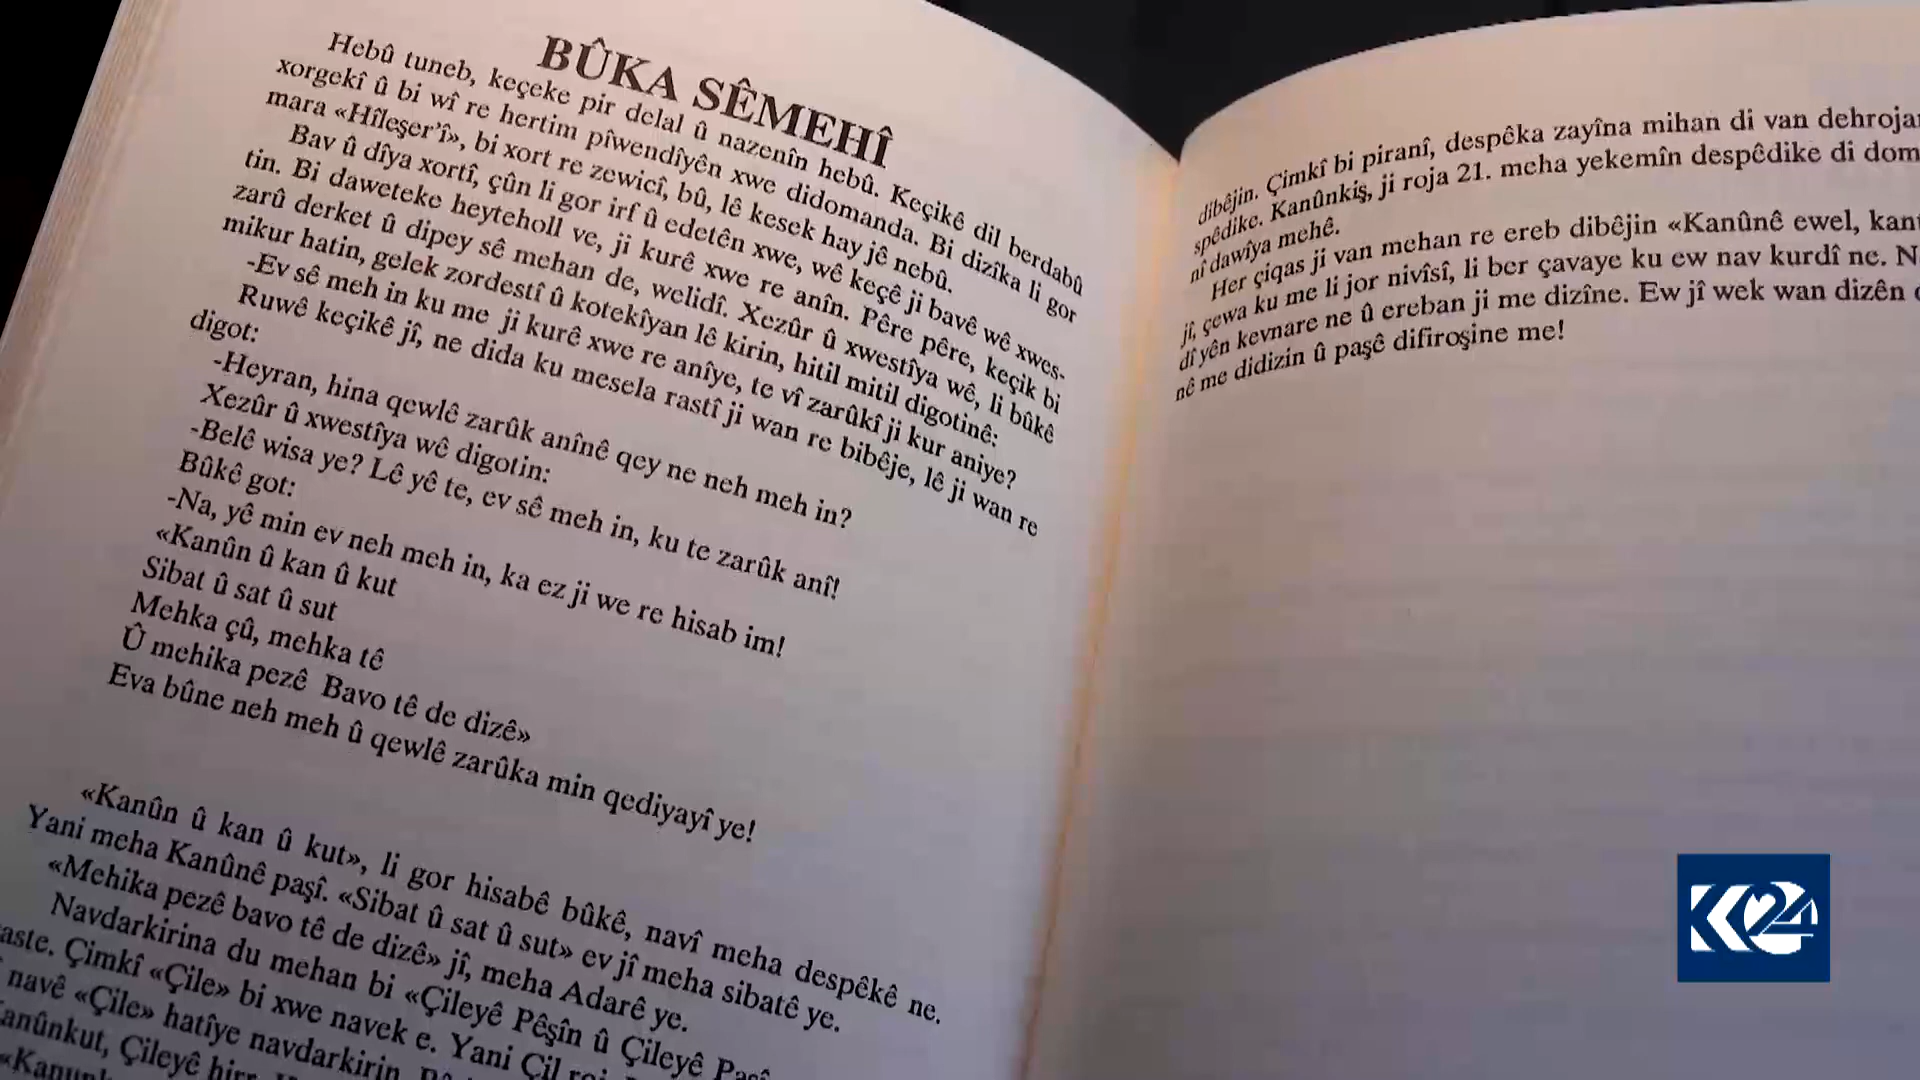 BÛKA SÊMEHÎ
Hebû tuneb, keçeke pir delal û nazenîn hebû. Keçikê dil berdabû
xorgekî û bi wî re hertim pîwendîyên xwe didomanda. Bi dizîka li gor
mara «Hîleşer’î», bi xort re zewicî, bû, lê kesek hay jê nebû.
Bav û dîya xortî, çûn li gor irf û edetên xwe, wê keçê ji bavê wê xwes-
tin. Bi daweteke heyteholl ve, ji kurê xwe re anîn. Pêre pêre, keçik bi
zarû derket û dipey sê mehan de, welidî. Xezûr û xwestîya wê, li bûkê
mikur hatin, gelek zordestî û kotekîyan lê kirin, hitil mitil digotinê:
-Ev sê meh in ku me ji kurê xwe re anîye, te vî zarûkî ji kur aniye?
Ruwê keçikê jî, ne dida ku mesela rastî ji wan re bibêje, lê ji wan re
digot:
-Heyran, hina qewlê zarûk anînê qey ne neh meh in?
Xezûr û xwestîya wê digotin:
-Belê wisa ye? Lê yê te, ev sê meh in, ku te zarûk anî!
Bûkê got:
-Na, yê min ev neh meh in, ka ez ji we re hisab im!
«Kanûn û kan û kut
Sibat û sat û sut
Mehka çû, mehka tê
Û mehika pezê Bavo tê de dizê»
Eva bûne neh meh û qewlê zarûka min qediyayî ye!
«Kanûn û kan û kut», li gor hisabê bûkê, navî meha despêkê ne.
Yani meha Kanûnê paşî. «Sibat û sat û sut» ev jî meha sibatê ye.
«Mehika pezê bavo tê de dizê» jî, meha Adarê ye.
Navdarkirina du mehan bi «Çileyê Pêşîn û Çileyê Paşî
aste. Çimkî «Çile» bi xwe navek e. Yani Çil roj
navê «Çile» hatîye navdarkirin.
Kanûnkut, Çileyê hirr
dibêjin. Çimkî bi piranî, despêka zayîna mihan di van dehrojan
spêdike. Kanûnkiş, ji roja 21. meha yekemîn despêdike di dom
nî dawîya mehê.
Her çiqas ji van mehan re ereb dibêjin «Kanûnê ewel, kan
jî, çewa ku me li jor nivîsî, li ber çavaye ku ew nav kurdî ne. N
dî yên kevnare ne û ereban ji me dizîne. Ew jî wek wan dizên
nê me didizin û paşê difiroşine me!
K24